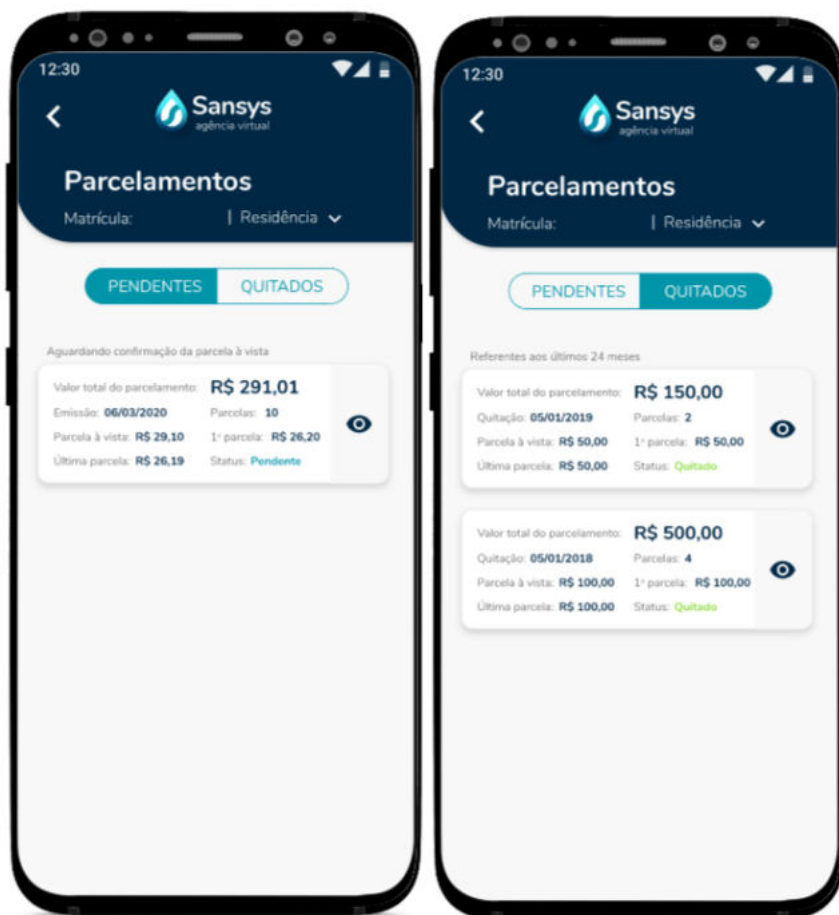 12:30
Sansys
agência virtual
Parcelamentos
Matrícula: | Residência
PENDENTES QUITADOS
Aguardando confirmação da parcela à vista
Valor total do parcelamento: R$ 291,01
Emissão: 06/03/2020 Parcelas: 10
Parcela à vista: R$ 29,10 1ª parcela: R$ 26,20
Última parcela: R$ 26,19 Status: Pendente
12:30
Sansys
agência virtual
Parcelamentos
Matrícula: | Residência
PENDENTES QUITADOS
Referentes aos últimos 24 meses
Valor total do parcelamento: R$ 150,00
Quitação: 05/01/2019 Parcelas: 2
Parcela à vista: R$ 50,00 1ª parcela: R$ 50,00
Última parcela: R$ 50,00 Status: Quitado
Valor total do parcelamento: R$ 500,00
Quitação: 05/01/2018 Parcelas: 4
Parcela à vista: R$ 100,00 1ª parcela: R$ 100,00
Última parcela: R$ 100,00 Status: Quitado